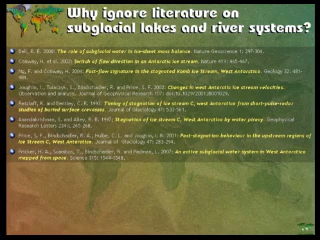 Why ignore literature on
subglacial lakes and river systems?
Bell, R. E. 2008: The role of subglacial water in ice-sheet mass balance. Nature Geoscience 1: 297-304.
Conway, H. et al. 2002: Switch of flow direction in an Antarctic ice stream. Nature 419: 465-467.
Ng, F. and Conway, H. 2004: Fast-flow signature in the stagnated Kamb Ice Stream, West Antarctica. Geology 32: 481-
484.
Joughin, I., Tulaczyk, S., Bindschadler, R. and Price, S. F. 2002: Changes in west Antarctic ice stream velocities:
Observation and analysis. Journal of Geophysical Research 107:
Retzlaff, R. and Bentley, C. R. 1993: Timing of stagnation of ice stream C, west Antarctica from short-pulse-radar
studies of buried surface crevasses. Journal of Glaciology 39: 553-561.
Anandakrishnan, S. and Alley, R. B. 1997: Stagnation of ice stream C, West Antarctica by water piracy. Geophysical
Research Letters 24: 265-268.
Price, S. F., Bindschadler, R. A., Hulbe, C. L. and Joughin, I. R. 2001: Post-stagnation behaviour in the upstream regions of
Ice Stream C, West Antarctica. Journal of Glaciology 47: 283-294.
Fricker, H. A., Scambos, T., Bindschadler, R. and Padman, L. 2007: An active subglacial water system in West Antarctica
mapped from space. Science 315: 1544-1548.